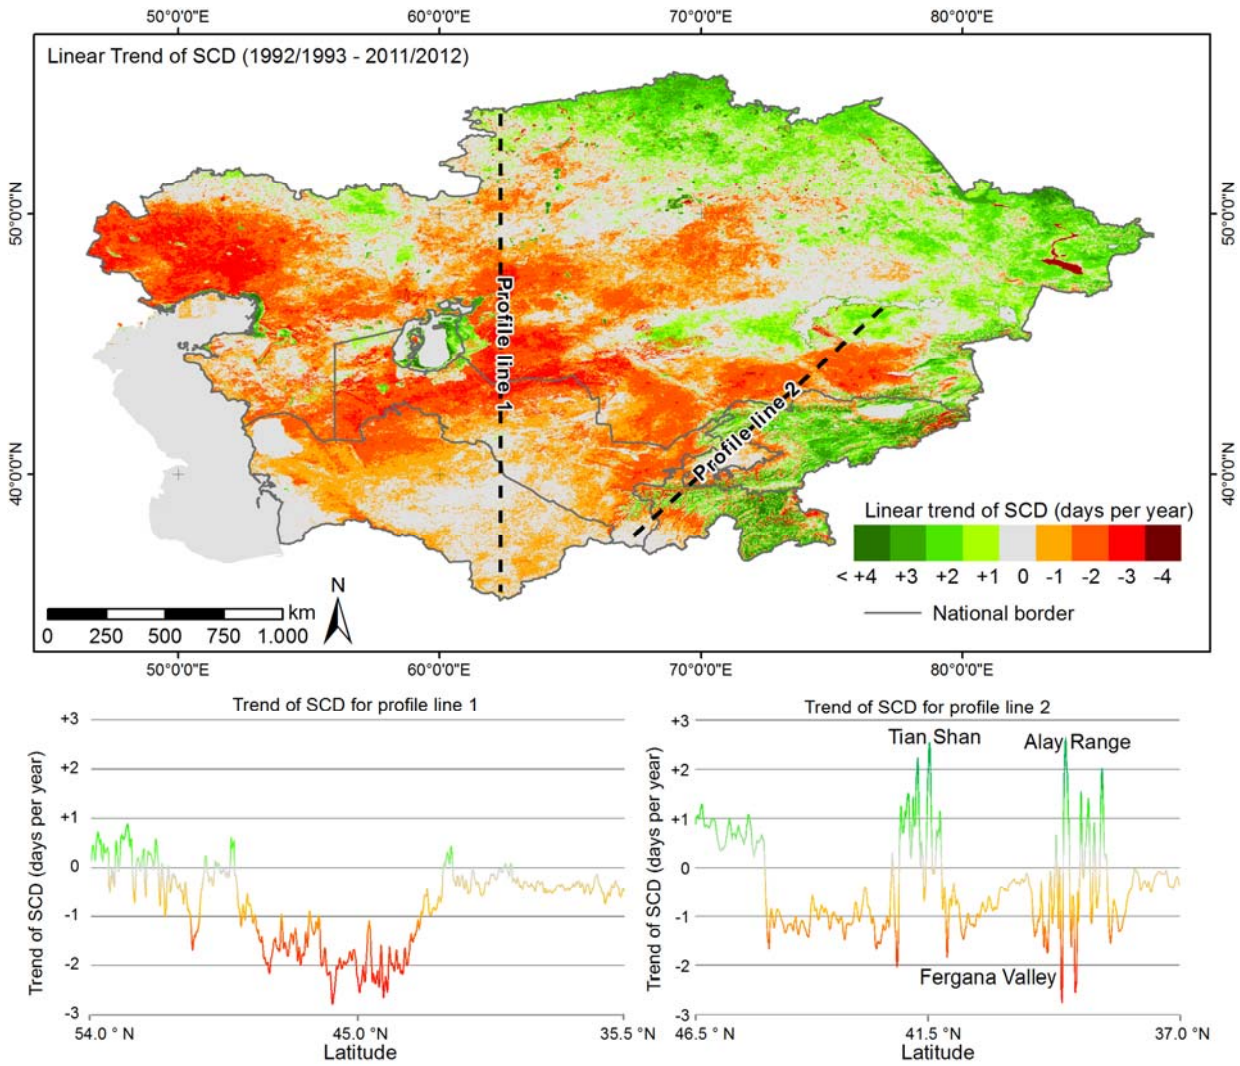 50°0'0"E 60°0'0"E 70°0'0"E 80°0'0"E
Linear Trend of SCD (1992/1993 - 2011/2012)
50°0'0"N
50°0'0"N
40°0'0"N
40°0'0"N
Profile line 1
Profile line 2
Linear trend of SCD (days per year)
< +4 +3 +2 +1 0 -1 -2 -3 -4
National border
N
km
0 250 500 750 1.000
50°0'0"E 60°0'0"E 70°0'0"E 80°0'0"E
Trend of SCD for profile line 1
Trend of SCD (days per year)
+3
+2
+1
0
-1
-2
-3
54.0 ° N 45.0 ° N 35.5 ° N
Latitude
Trend of SCD for profile line 2
Trend of SCD (days per year)
+3
+2
+1
0
-1
-2
-3
Tian Shan
Alay Range
Fergana Valley
46.5 ° N 41.5 ° N 37.0 ° N
Latitude